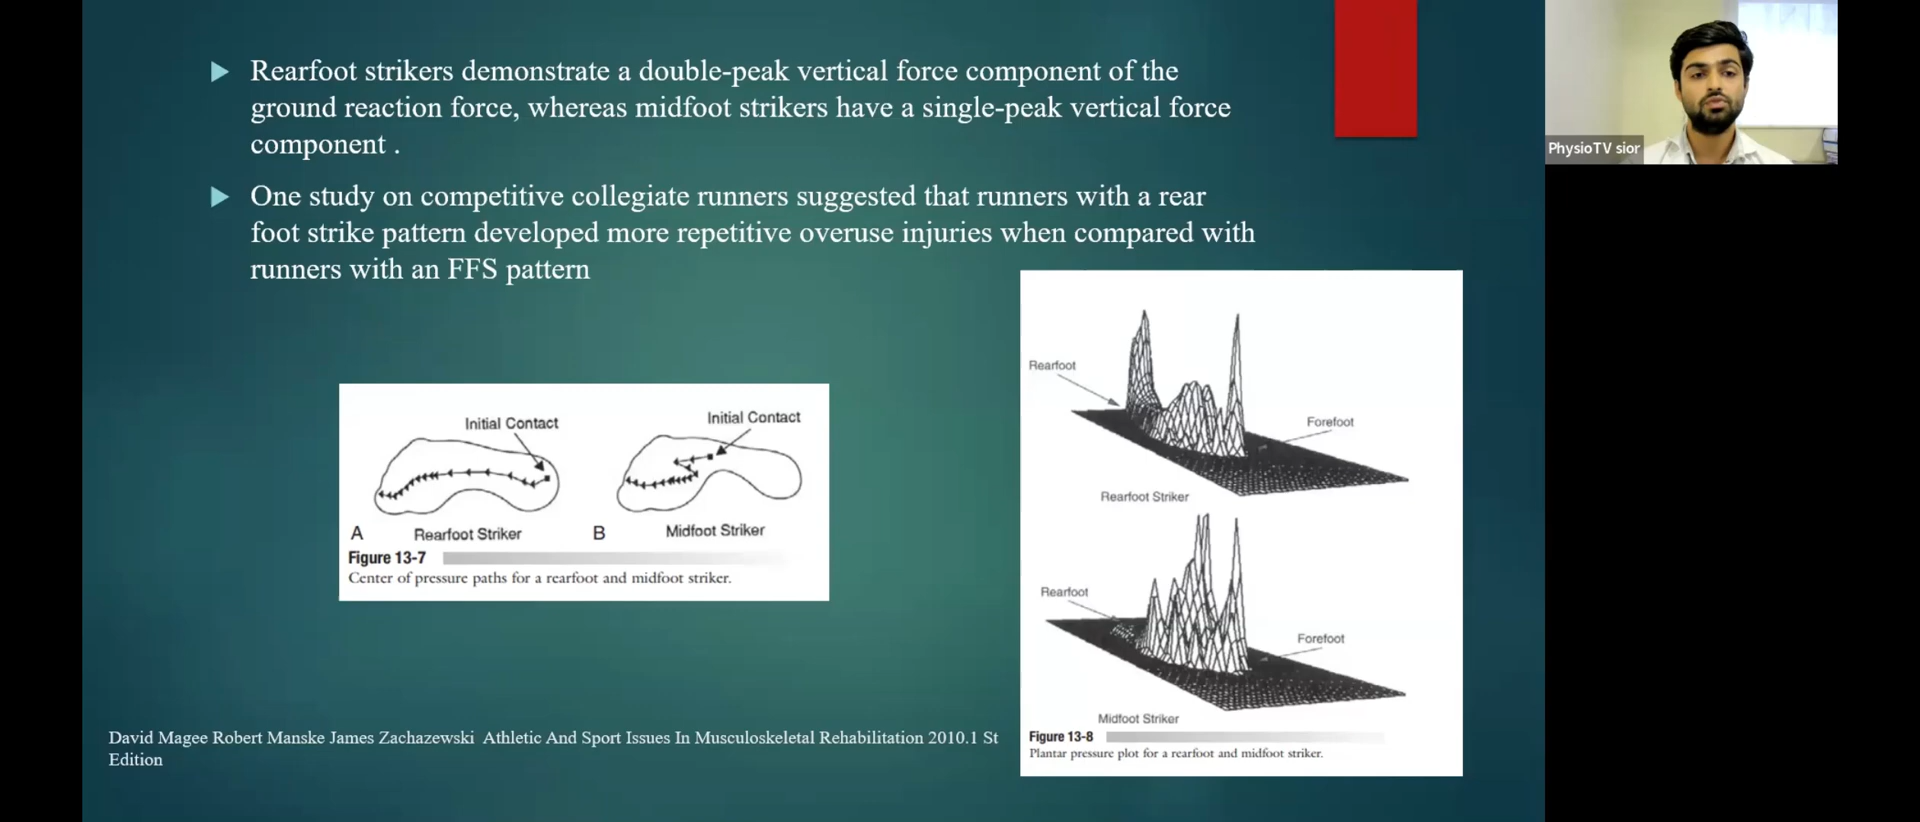 Rearfoot strikers demonstrate a double-peak vertical force component of the
ground reaction force, whereas midfoot strikers have a single-peak vertical force
component .
One study on competitive collegiate runners suggested that runners with a rear
foot strike pattern developed more repetitive overuse injuries when compared with
runners with an FFS pattern
Initial Contact
Initial Contact
A
Rearfoot Striker
B
Midfoot Striker
Figure 13-7
Center of pressure paths for a rearfoot and midfoot striker.
Rearfoot
Forefoot
Rearfoot Striker
Rearfoot
Forefoot
Midfoot Striker
Figure 13-8
Plantar pressure plot for a rearfoot and midfoot striker.
David Magee Robert Manske James Zachazewski Athletic And Sport Issues In Musculoskeletal Rehabilitation 2010.1 St
Edition
PhysioTV sior